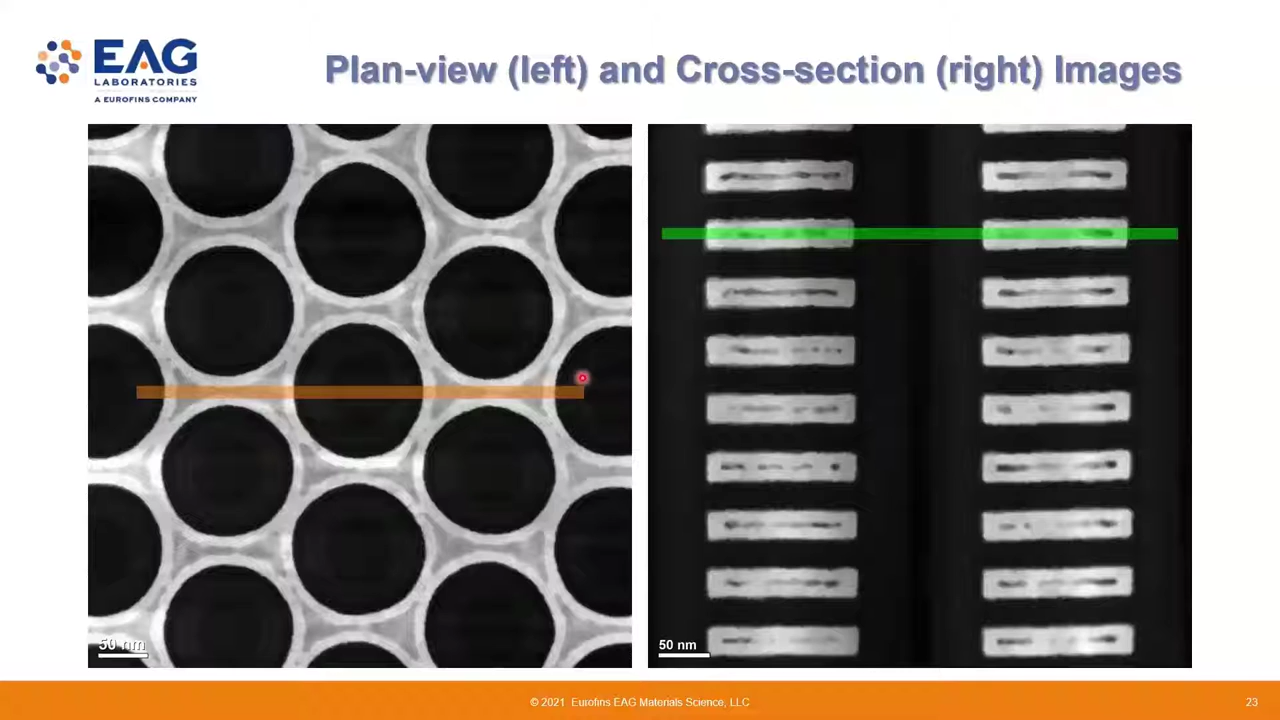 EAG
LABORATORIES
A EUROFINS COMPANY
Plan-view (left) and Cross-section (right) Images
50 nm
50 nm
© 2021 Eurofins EAG Materials Science, LLC
23